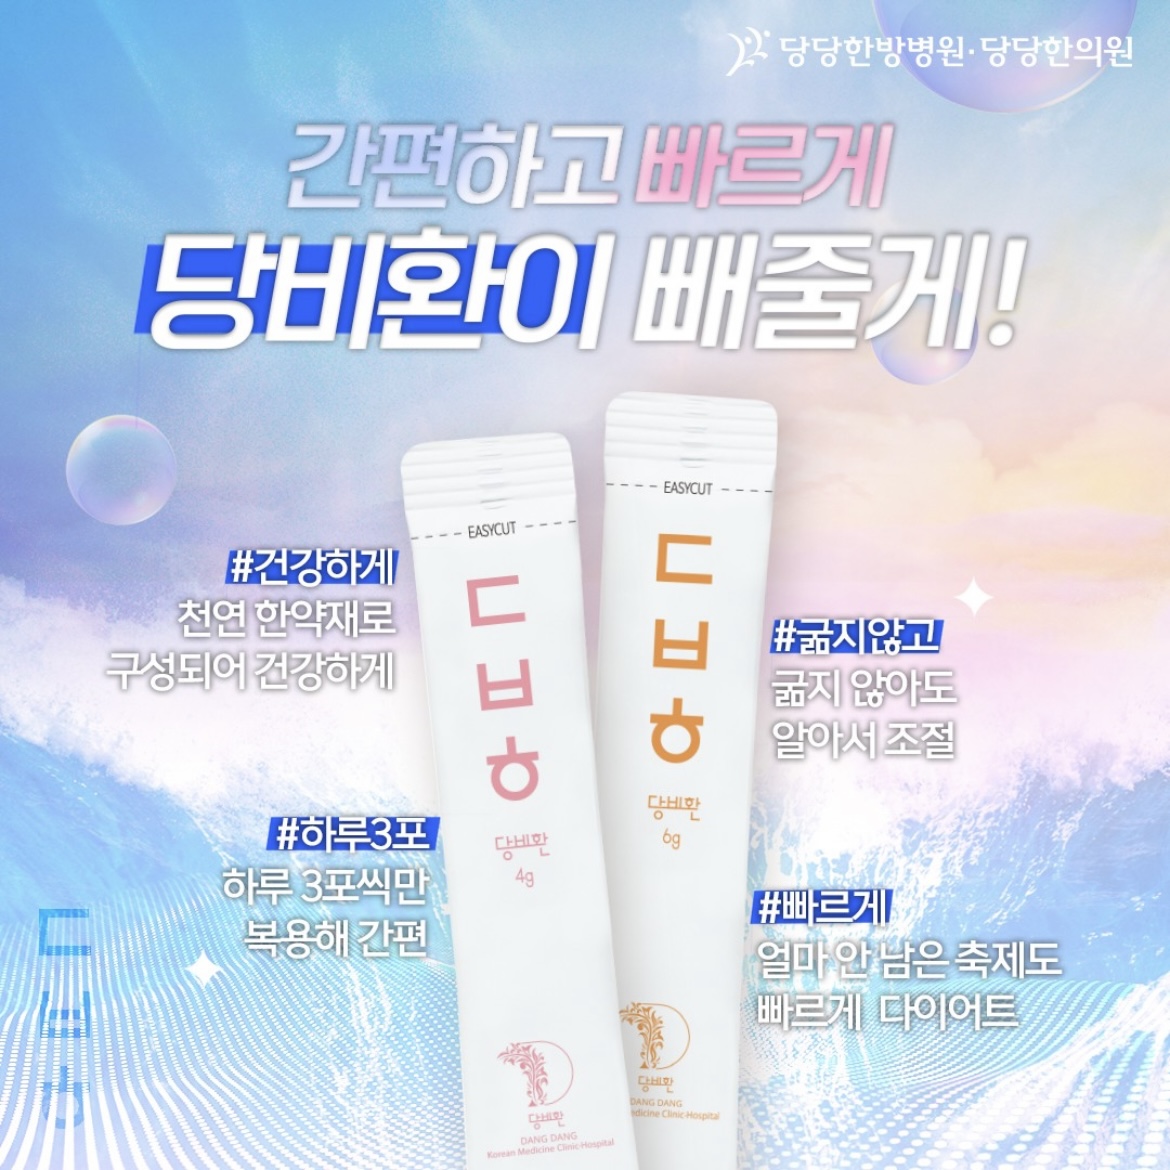 당당한방병원·당당한의원
간편하고 빠르게
당비환이 빼줄게!
EASYCUT
ㄷ
ㅂ
ㅎ
당비환
4g
당비환
DANG DANG
Korean Medicine Clinic·Hospital
EASYCUT
ㄷ
ㅂ
ㅎ
당비환
6g
당비환
DANG DANG
Clinic·Hospital
#건강하게
천연 한약재로
구성되어 건강하게
#굶지않고
굶지 않아도
알아서 조절
#하루3포
하루 3포씩만
복용해 간편
#빠르게
얼마 안 남은 축제도
빠르게 다이어트
ㄷ
ㅂ
ㅎ